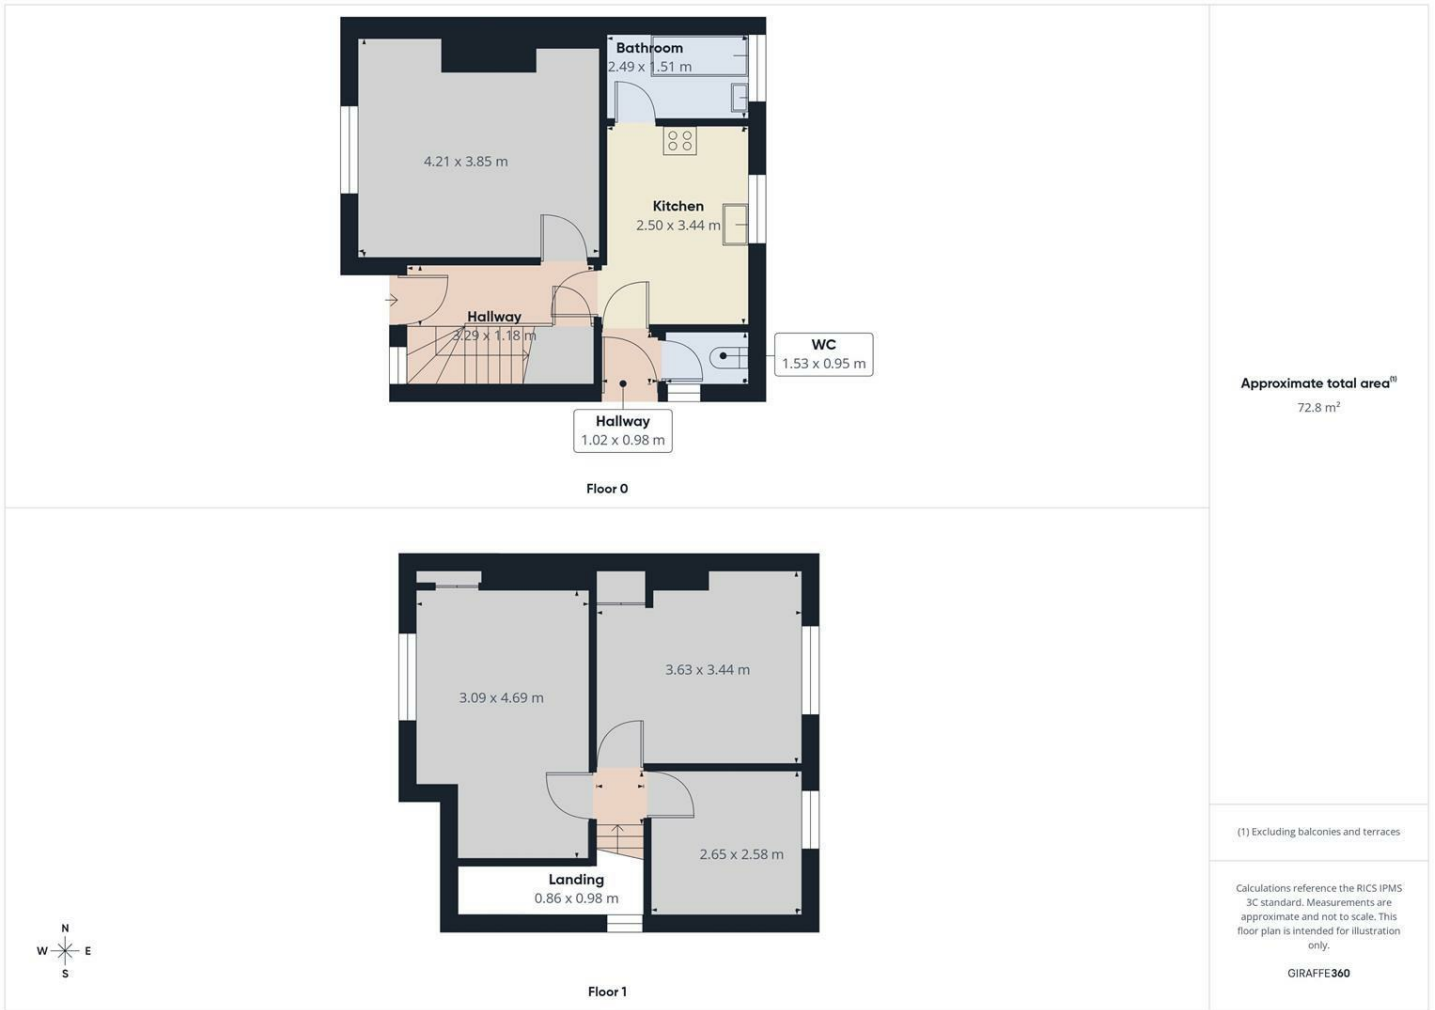 Bathroom
2.49 x 1.51 m
4.21 x 3.85 m
Kitchen
2.50 x 3.44 m
Hallway
3.29 x 1.18 m
WC
1.53 x 0.95 m
Hallway
1.02 x 0.98 m
Floor 0
Approximate total area(1)
72.8 m²
3.63 x 3.44 m
3.09 x 4.69 m
2.65 x 2.58 m
Landing
0.86 x 0.98 m
N
W E
S
Floor 1
(1) Excluding balconies and terraces
Calculations reference the RICS IPMS
3C standard. Measurements are
approximate and not to scale. This
floor plan is intended for illustration
only.
GIRAFFE360